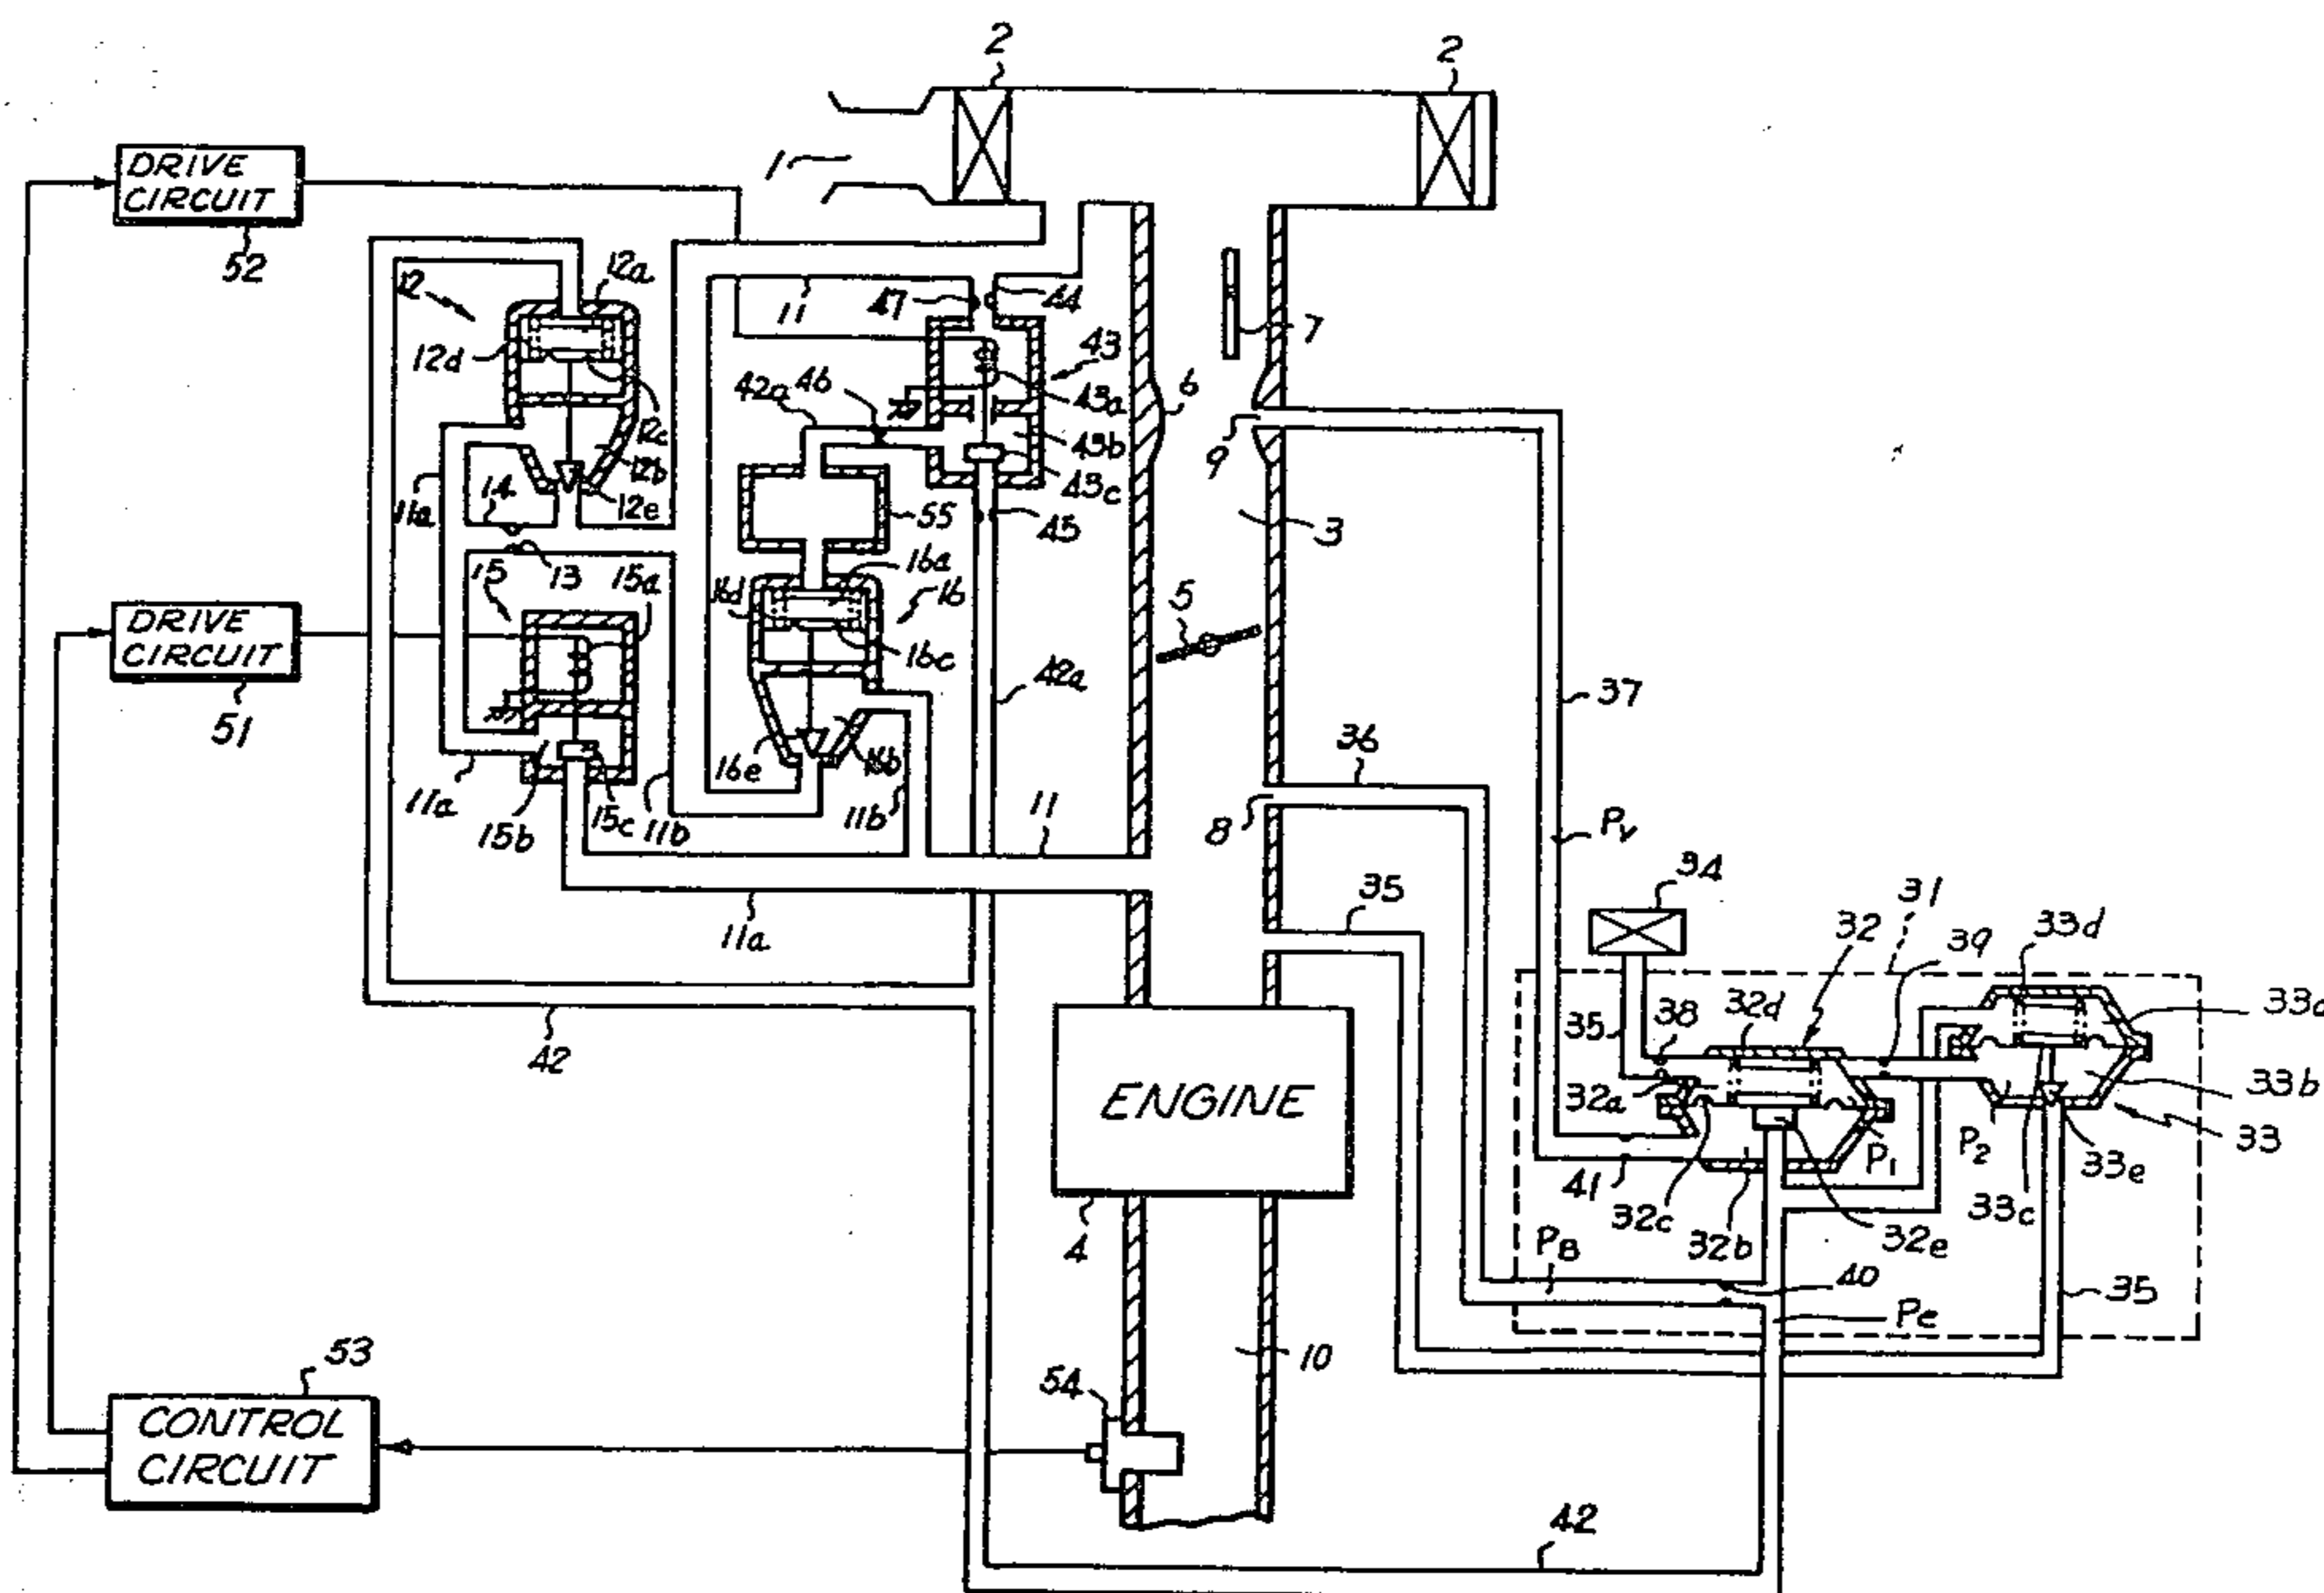 2
2
1
DRIVE
CIRCUIT
52
12
12a
12d
12c
12b
12e
11
47
44
43
7
6
42a
46
43a
43b
43c
9
11a
14
55
45
3
13
15
15a
16a
16d
16
16c
5
DRIVE
CIRCUIT
51
42a
37
36
16e
16b
11a
15b
15c
11b
11b
11
8
Pv
35
34
31
11a
32
39
33d
42
35
38
32d
33a
ENGINE
32a
33b
P1
P2
33
41
32c
33c
33e
4
32b
32e
PB
40
35
Pe
53
10
54
CONTROL
CIRCUIT
42